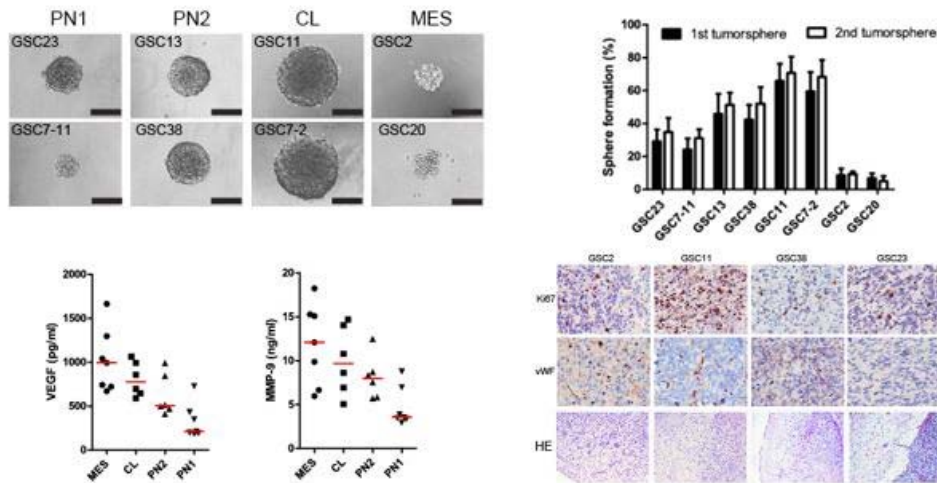 PN1 PN2 CL MES
GSC23 GSC13 GSC11 GSC2
GSC7-11 GSC38 GSC7-2 GSC20
Sphere formation (%)
1st tumorsphere 2nd tumorsphere
100
80
60
40
20
0
GSC23 GSC7-11 GSC13 GSC38 GSC11 GSC7-2 GSC2 GSC20
VEGF (pg/ml)
2000
1500
1000
500
0
MES CL PN2 PN1
MMP-9 (ng/ml)
20
15
10
5
0
MES CL PN2 PN1
GSC2 GSC11 GSC38 GSC23
Ki67
vWF
HE